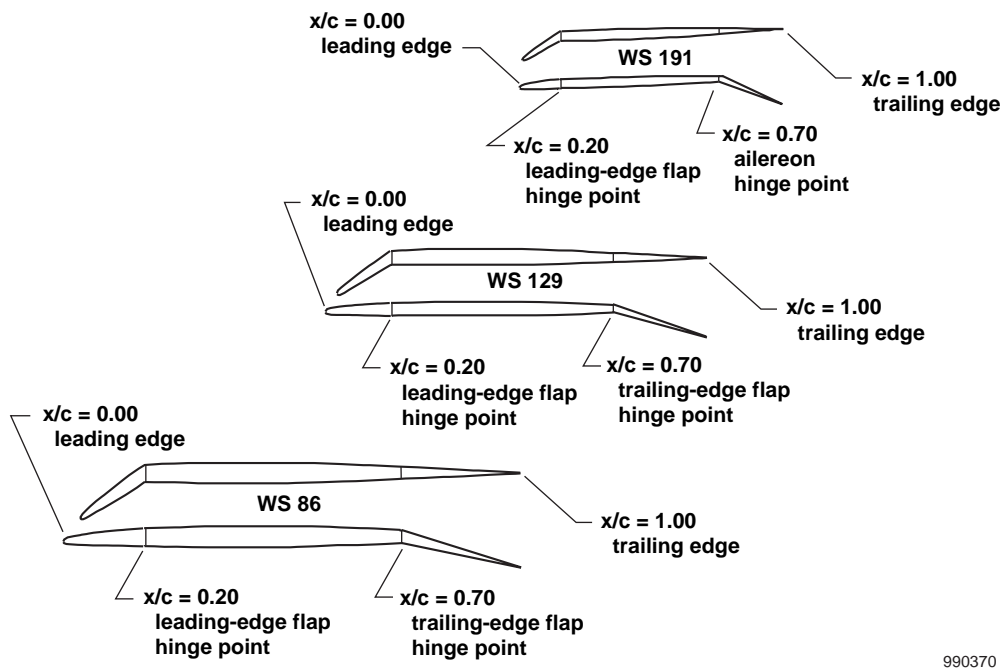 x/c = 0.00
leading edge
WS 191
x/c = 1.00
trailing edge
x/c = 0.20
leading-edge flap
hinge point
x/c = 0.70
ailereon
hinge point
x/c = 0.00
leading edge
WS 129
x/c = 1.00
trailing edge
x/c = 0.20
leading-edge flap
hinge point
x/c = 0.70
trailing-edge flap
hinge point
x/c = 0.00
leading edge
WS 86
x/c = 1.00
trailing edge
x/c = 0.20
leading-edge flap
hinge point
x/c = 0.70
trailing-edge flap
hinge point
990370